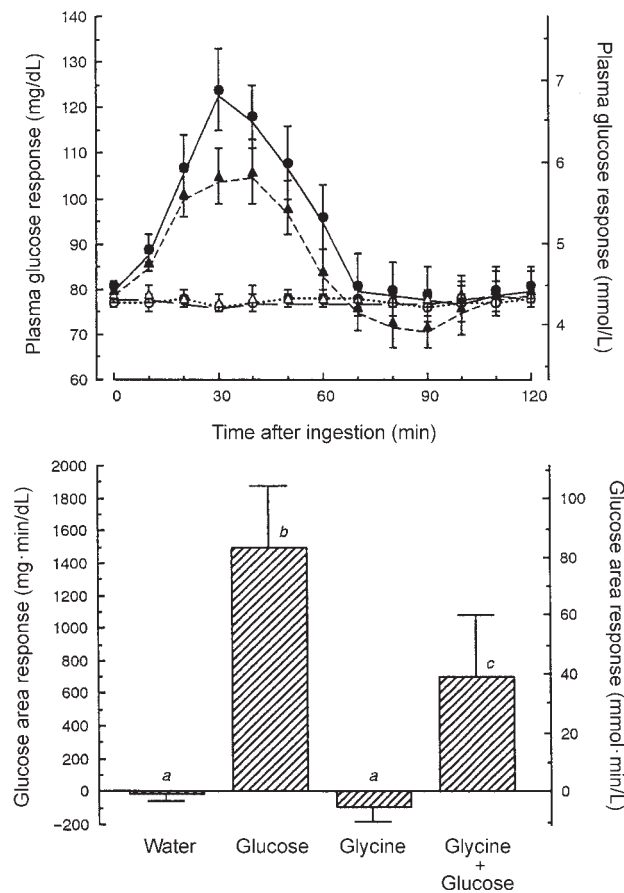 Plasma glucose response (mg/dL)
140
130
120
110
100
90
80
70
60
7
6
5
4
Plasma glucose response
(mmol/L)
0
30
60
90
120
Time after ingestion (min)
Glucose area response (mg·min/dL)
2000
1800
1600
1400
1200
1000
800
700
600
400
200
0
−200
100
80
60
40
20
0
Glucose area response
(mmol·min/L)
a
b
a
c
Water
Glucose
Glycine
Glycine
+
Glucose